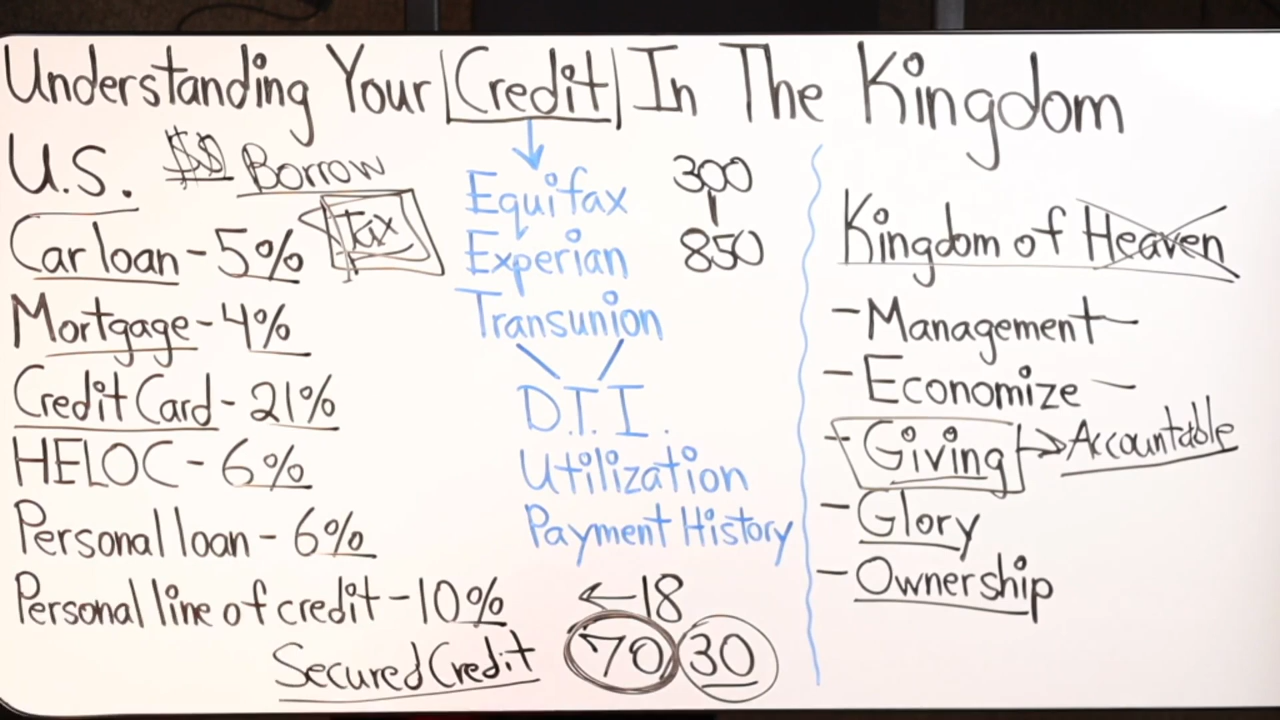 Understanding Your Credit In The Kingdom
U.S. $$ Borrow
Car loan - 5% Tax
Mortgage - 4%
Credit Card - 21%
HELOC - 6%
Personal loan - 6%
Personal line of credit - 10%
Secured Credit
Equifax
Experian
Transunion
D.T.I.
Utilization
Payment History
300
850
←18
70 30
Kingdom of Heaven
- Management -
- Economize -
- Giving → Accountable
- Glory
- Ownership